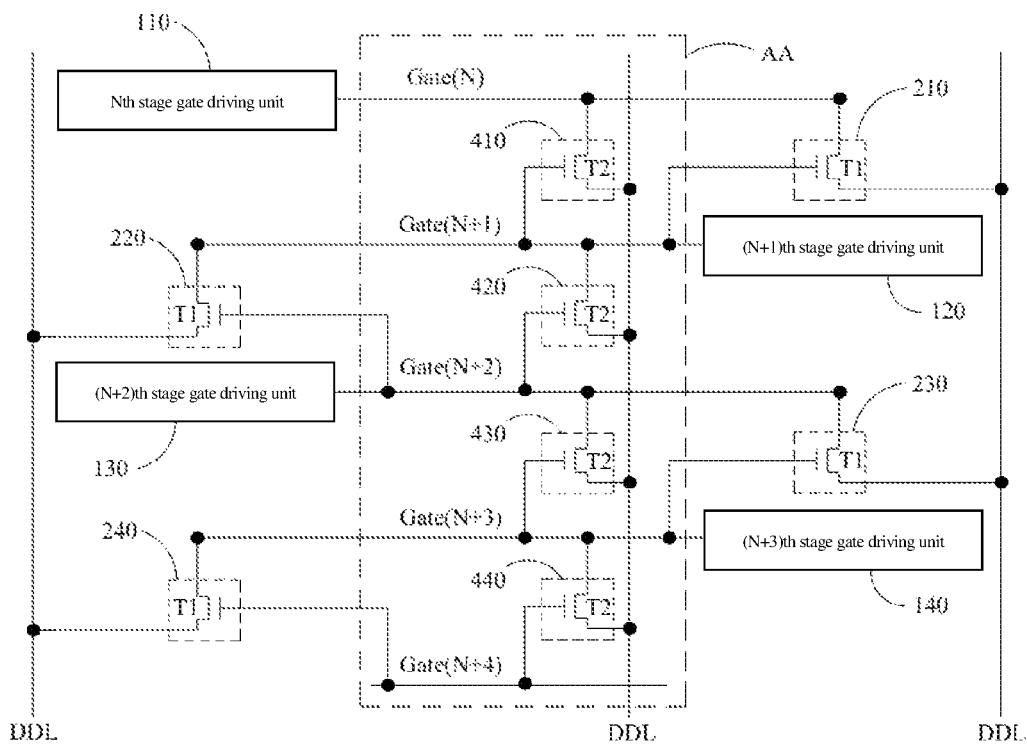 110
AA
Gate(N)
Nth stage gate driving unit
210
410
T2
T1
Gate(N+1)
220
(N+1)th stage gate driving unit
420
T1
T2
120
Gate(N+2)
(N+2)th stage gate driving unit
230
430
130
T2
T1
Gate(N+3)
240
(N+3)th stage gate driving unit
440
T1
T2
140
Gate(N+4)
DDL
DDL
DDL